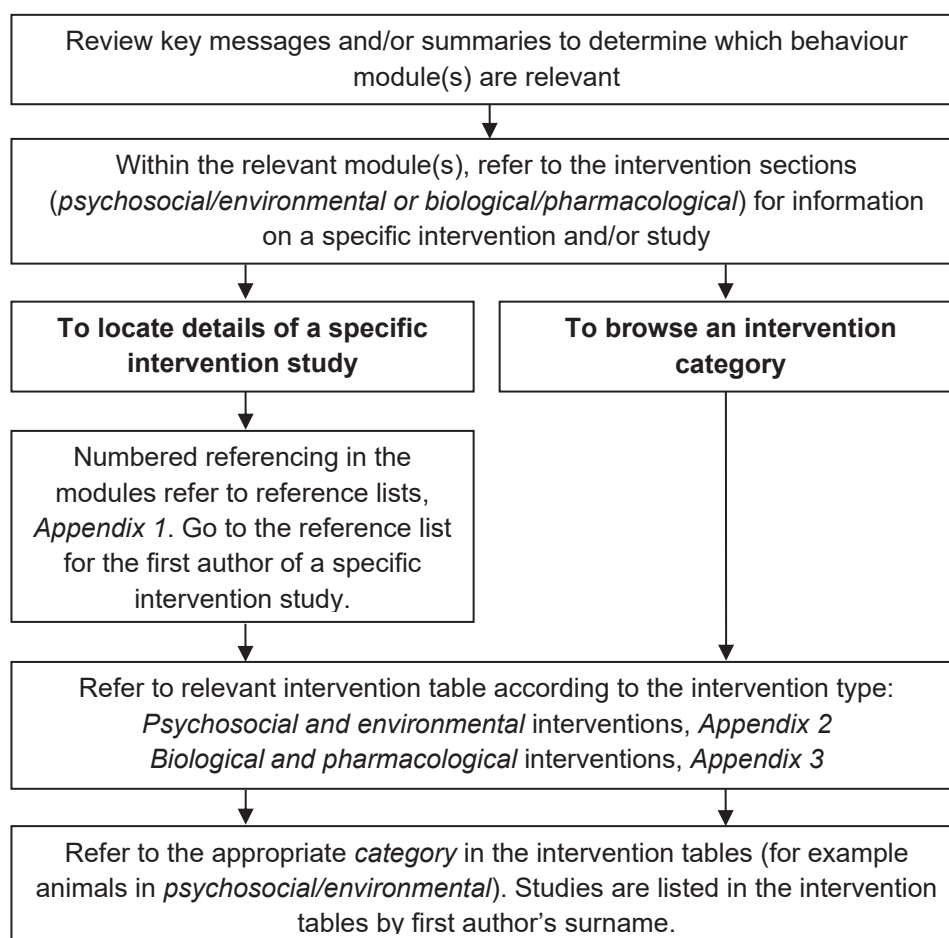 Review key messages and/or summaries to determine which behaviour
module(s) are relevant
Within the relevant module(s), refer to the intervention sections
(psychosocial/environmental or biological/pharmacological) for information
on a specific intervention and/or study
To locate details of a specific
intervention study
To browse an intervention
category
Numbered referencing in the
modules refer to reference lists,
Appendix 1. Go to the reference list
for the first author of a specific
intervention study.
Refer to relevant intervention table according to the intervention type:
Psychosocial and environmental interventions, Appendix 2
Biological and pharmacological interventions, Appendix 3
Refer to the appropriate category in the intervention tables (for example
animals in psychosocial/environmental). Studies are listed in the intervention
tables by first author’s surname.